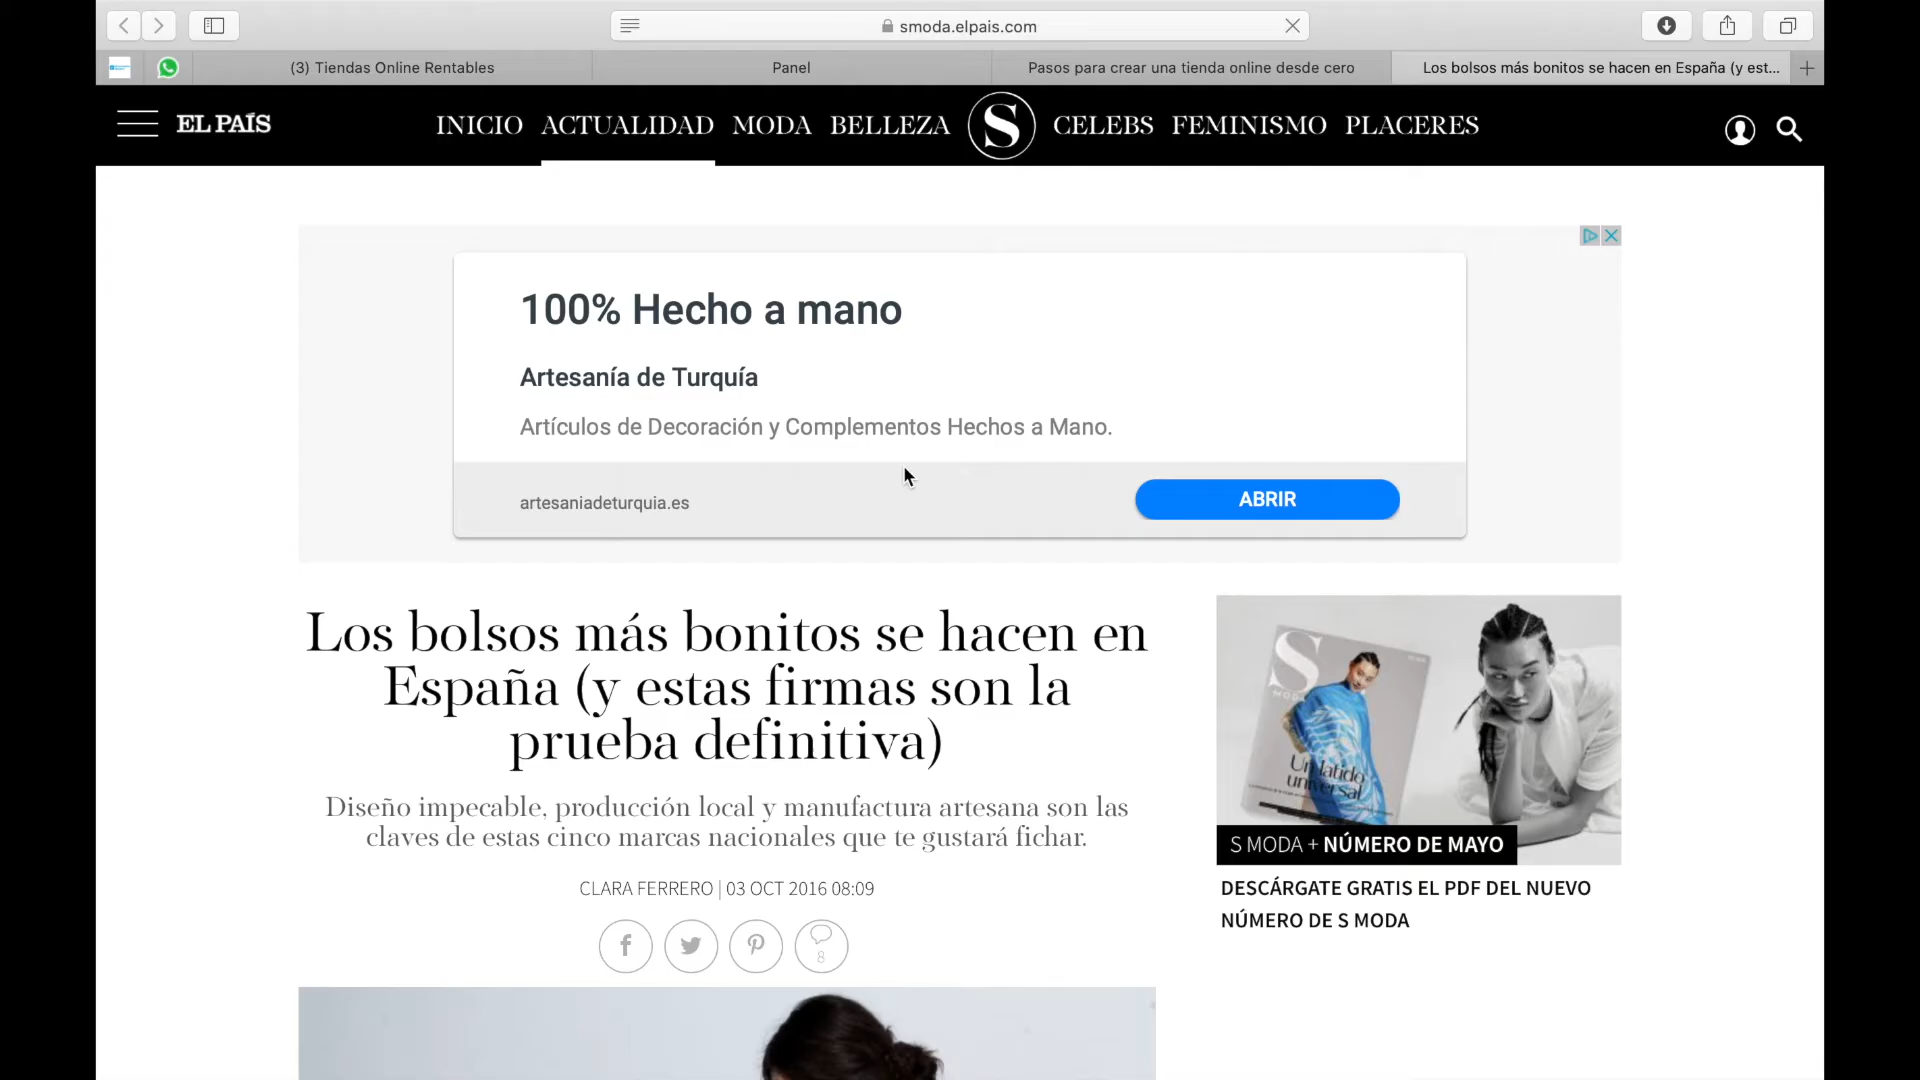 smoda.elpais.com
(3) Tiendas Online Rentables
Panel
Pasos para crear una tienda online desde cero
Los bolsos más bonitos se hacen en España (y est...
EL PAÍS
INICIO ACTUALIDAD MODA BELLEZA S CELEBS FEMINISMO PLACERES
100% Hecho a mano
Artesanía de Turquía
Artículos de Decoración y Complementos Hechos a Mano.
artesaniadeturquia.es
ABRIR
Los bolsos más bonitos se hacen en
España (y estas firmas son la
prueba definitiva)
Diseño impecable, producción local y manufactura artesana son las
claves de estas cinco marcas nacionales que te gustará fichar.
CLARA FERRERO | 03 OCT 2016 08:09
8
S
MODA
Un latido
universal
S MODA + NÚMERO DE MAYO
DESCÁRGATE GRATIS EL PDF DEL NUEVO
NÚMERO DE S MODA